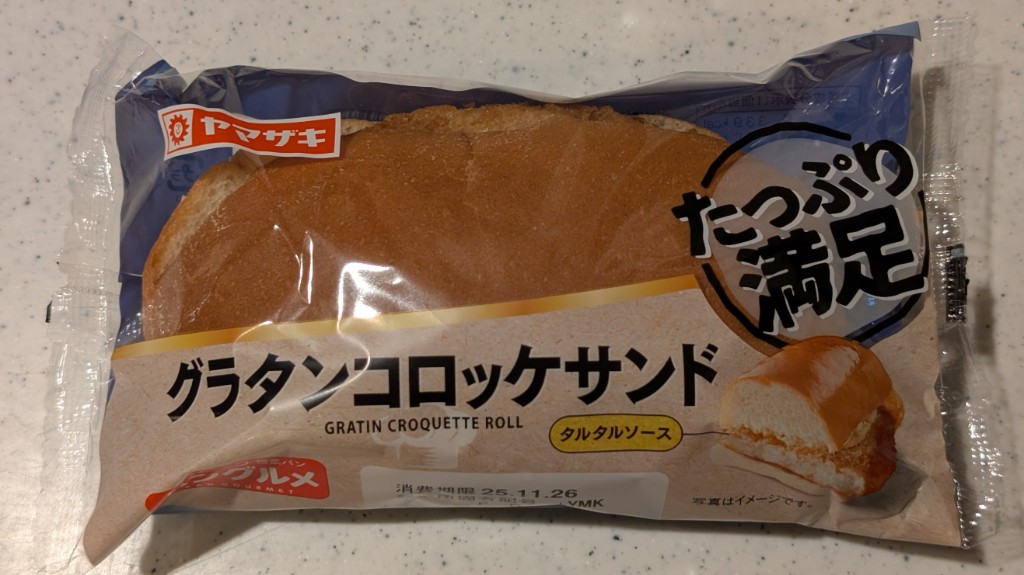 ヤマザキ
たっぷり
満足
グラタンコロッケサンド
GRATIN CROQUETTE ROLL
タルタルソース
グルメ
消費期限 25.11.26
YMK
写真はイメージです。